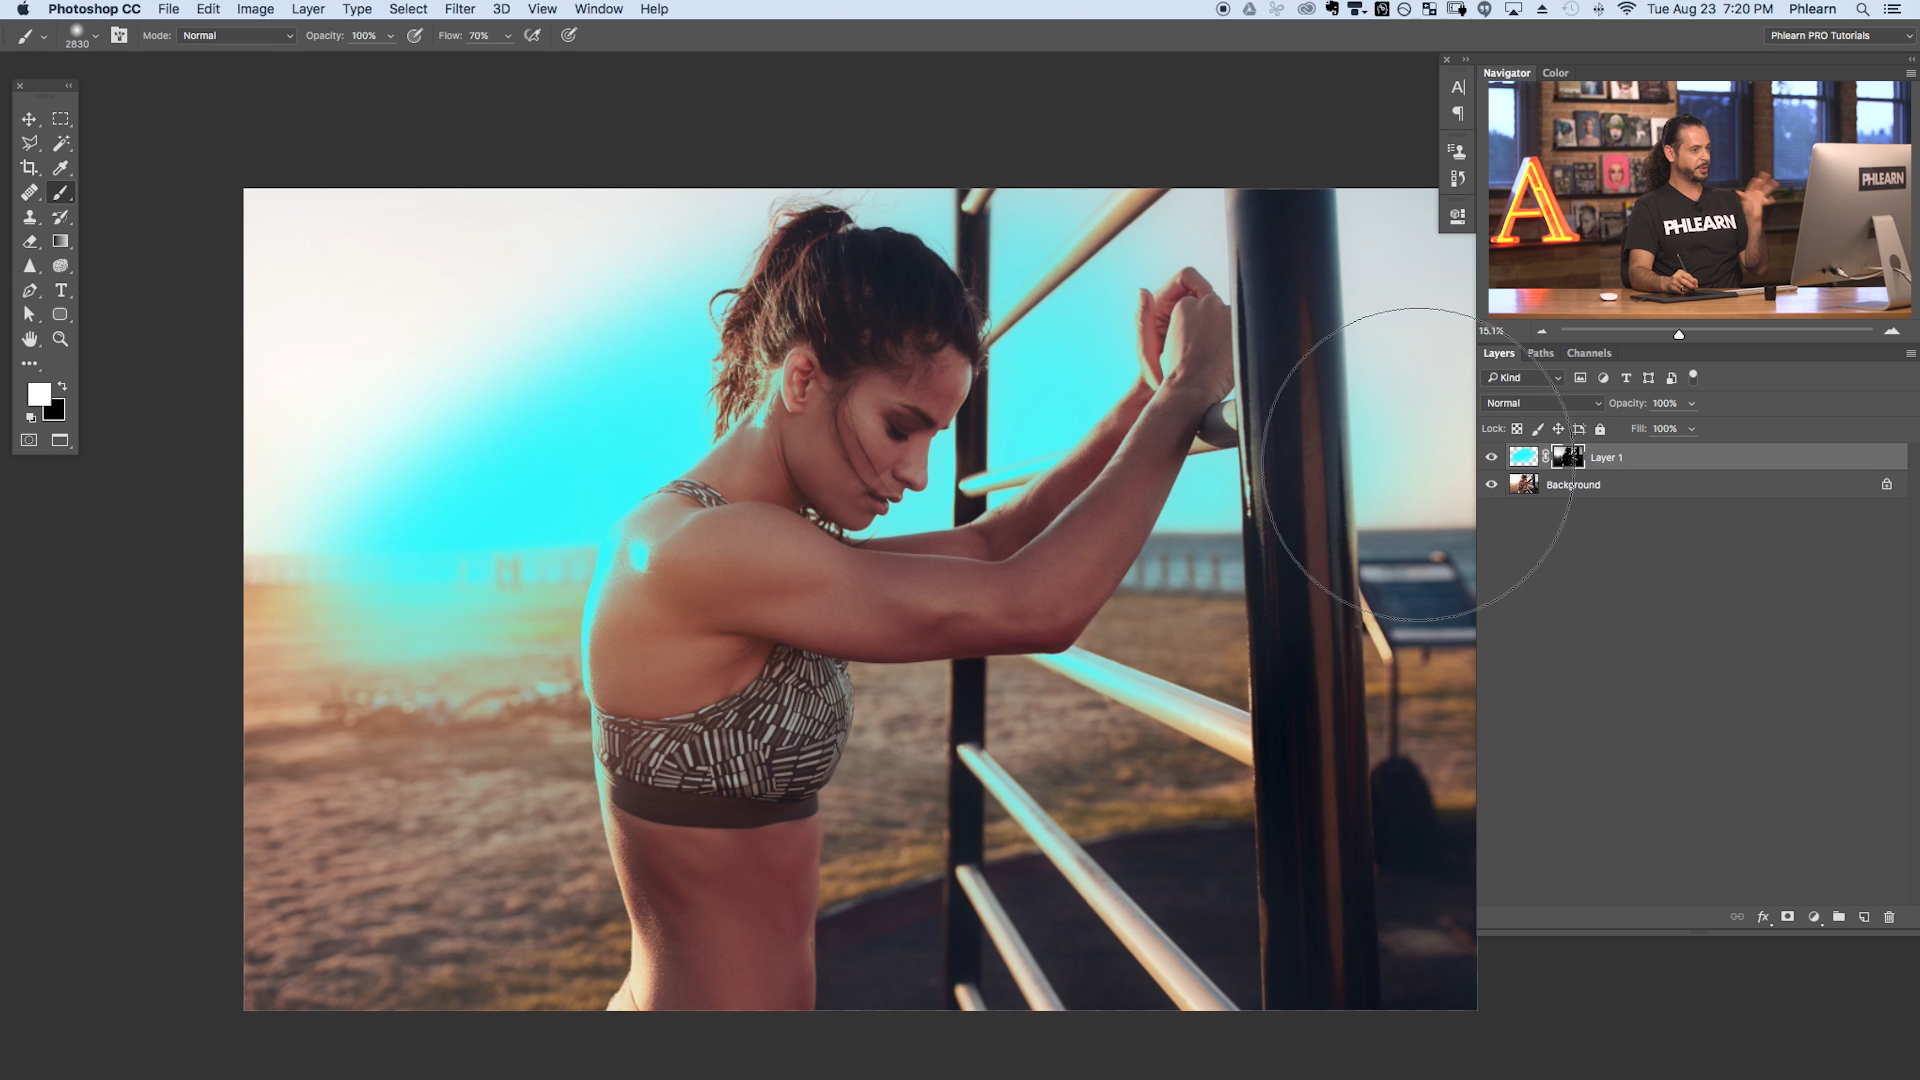 Photoshop CC File Edit Image Layer Type Select Filter 3D View Window Help Tue Aug 23 7:20 PM Phlearn
2830 Mode: Normal Opacity: 100% Flow: 70% Phlearn PRO Tutorials
Navigator Color
A
PHLEARN
PHLEARN
15.1%
Layers Paths Channels
Kind
Normal Opacity: 100%
Lock: Fill: 100%
Layer 1
Background
fx